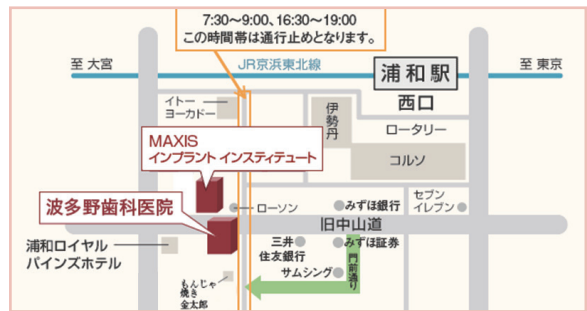 7:30～9:00、16:30～19:00
この時間帯は通行止めとなります。
至 大宮
JR京浜東北線
浦和駅
至 東京
西口
イトー
ヨーカドー
伊勢丹
ロータリー
コルソ
MAXIS
インプラント インスティテュート
波多野歯科医院
ローソン
みずほ銀行
セブン
イレブン
旧中山道
浦和ロイヤル
パインズホテル
三井
住友銀行
みずほ証券
サムシング
門前通り
もんじゃ
焼き
金太郎